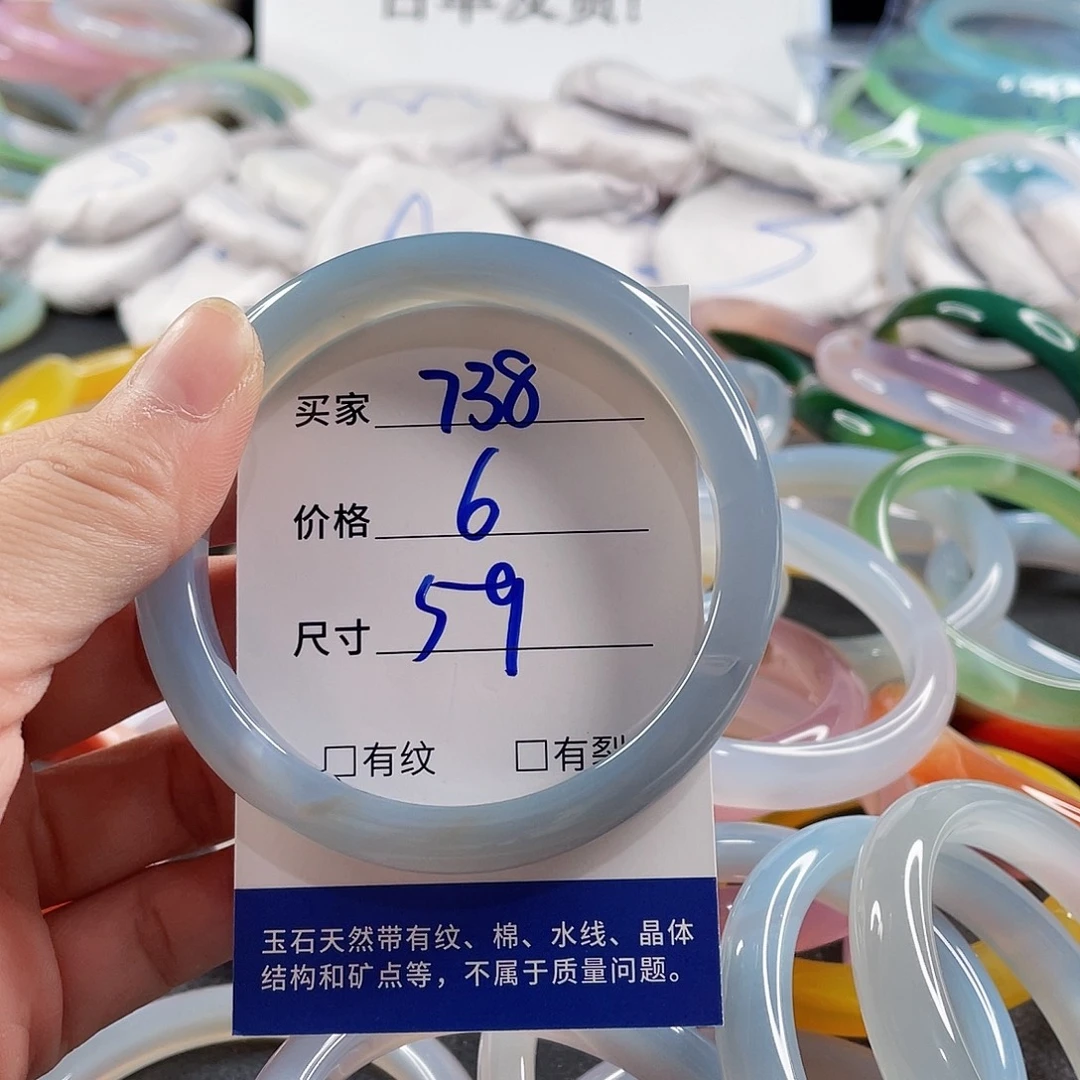 买家 738
价格 6
尺寸 59
□有纹 □有裂
玉石天然带有纹、棉、水线、晶体
结构和矿点等，不属于质量问题。